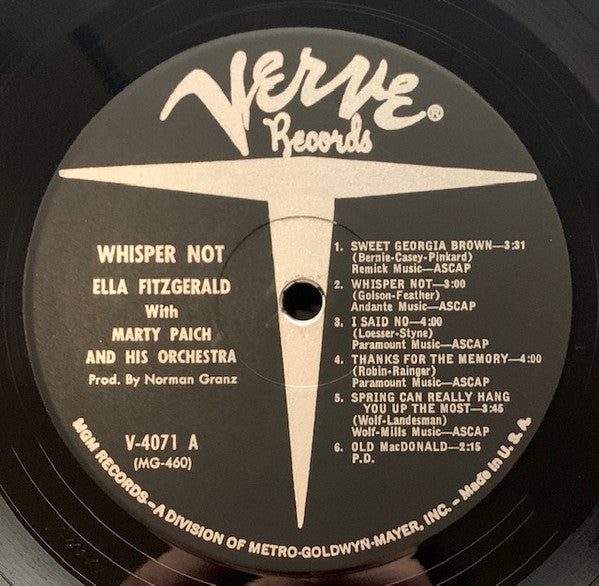 Verve®
Records
WHISPER NOT
ELLA FITZGERALD
With
MARTY PAICH
AND HIS ORCHESTRA
Prod. By Norman Granz
V-4071 A
(MG-460)
1. SWEET GEORGIA BROWN—3:31
(Bernie-Casey-Pinkard)
Remick Music—ASCAP
2. WHISPER NOT—3:00
(Golson-Feather)
Andante Music—ASCAP
3. I SAID NO—4:00
(Loesser-Styne)
Paramount Music—ASCAP
4. THANKS FOR THE MEMORY—4:00
(Robin-Rainger)
Paramount Music—ASCAP
5. SPRING CAN REALLY HANG
YOU UP THE MOST—3:45
(Wolf-Landesman)
Wolf-Mills Music—ASCAP
6. OLD MacDONALD—2:15
P.D.
MGM RECORDS—A DIVISION OF METRO-GOLDWYN-MAYER, INC. – Made in U. S. A.